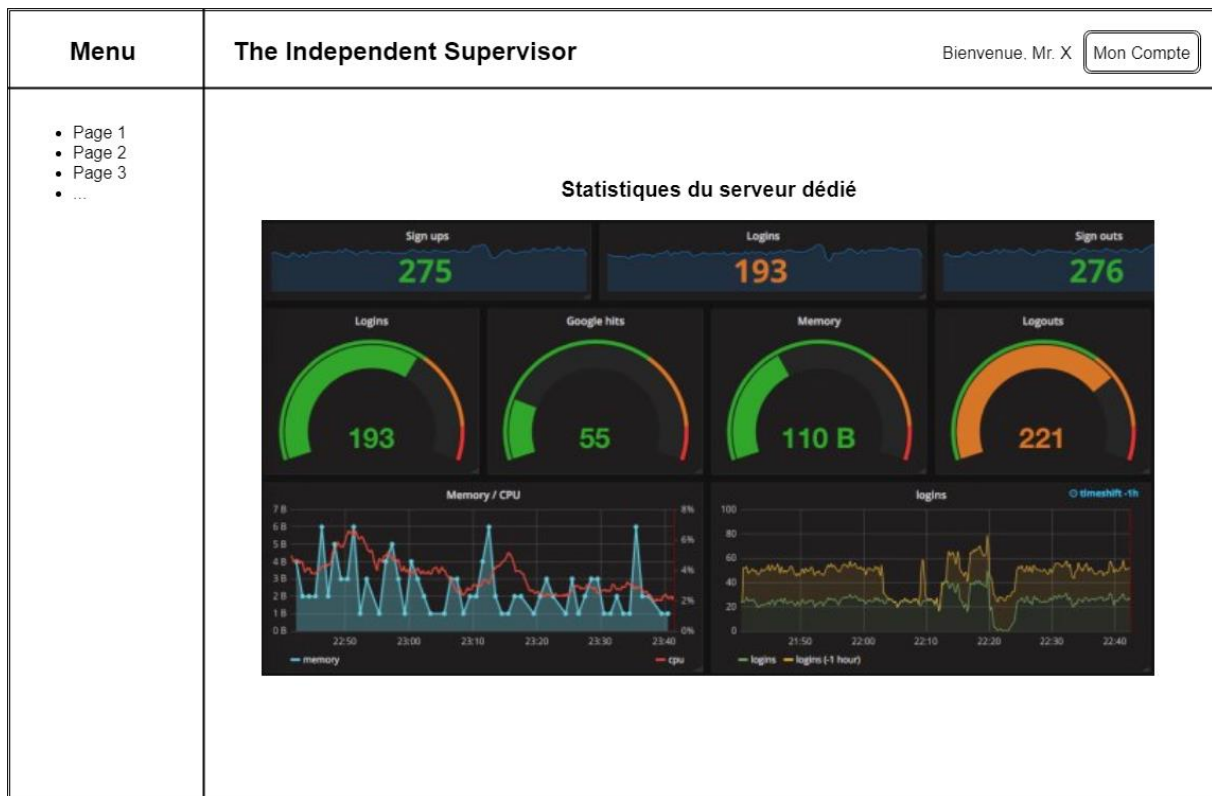 Menu
The Independent Supervisor
Bienvenue, Mr. X
Mon Compte
Page 1
Page 2
Page 3
...
Statistiques du serveur dédié
Sign ups
275
Logins
193
Sign outs
276
Logins
193
Google hits
55
Memory
110 B
Logouts
221
Memory / CPU
7 B
6 B
5 B
4 B
3 B
2 B
1 B
0 B
8%
6%
4%
2%
0%
22:50 23:00 23:10 23:20 23:30 23:40
memory
cpu
logins
timeshift -1h
100
80
60
40
20
0
21:50 22:00 22:10 22:20 22:30 22:40
logins logins (-1 hour)